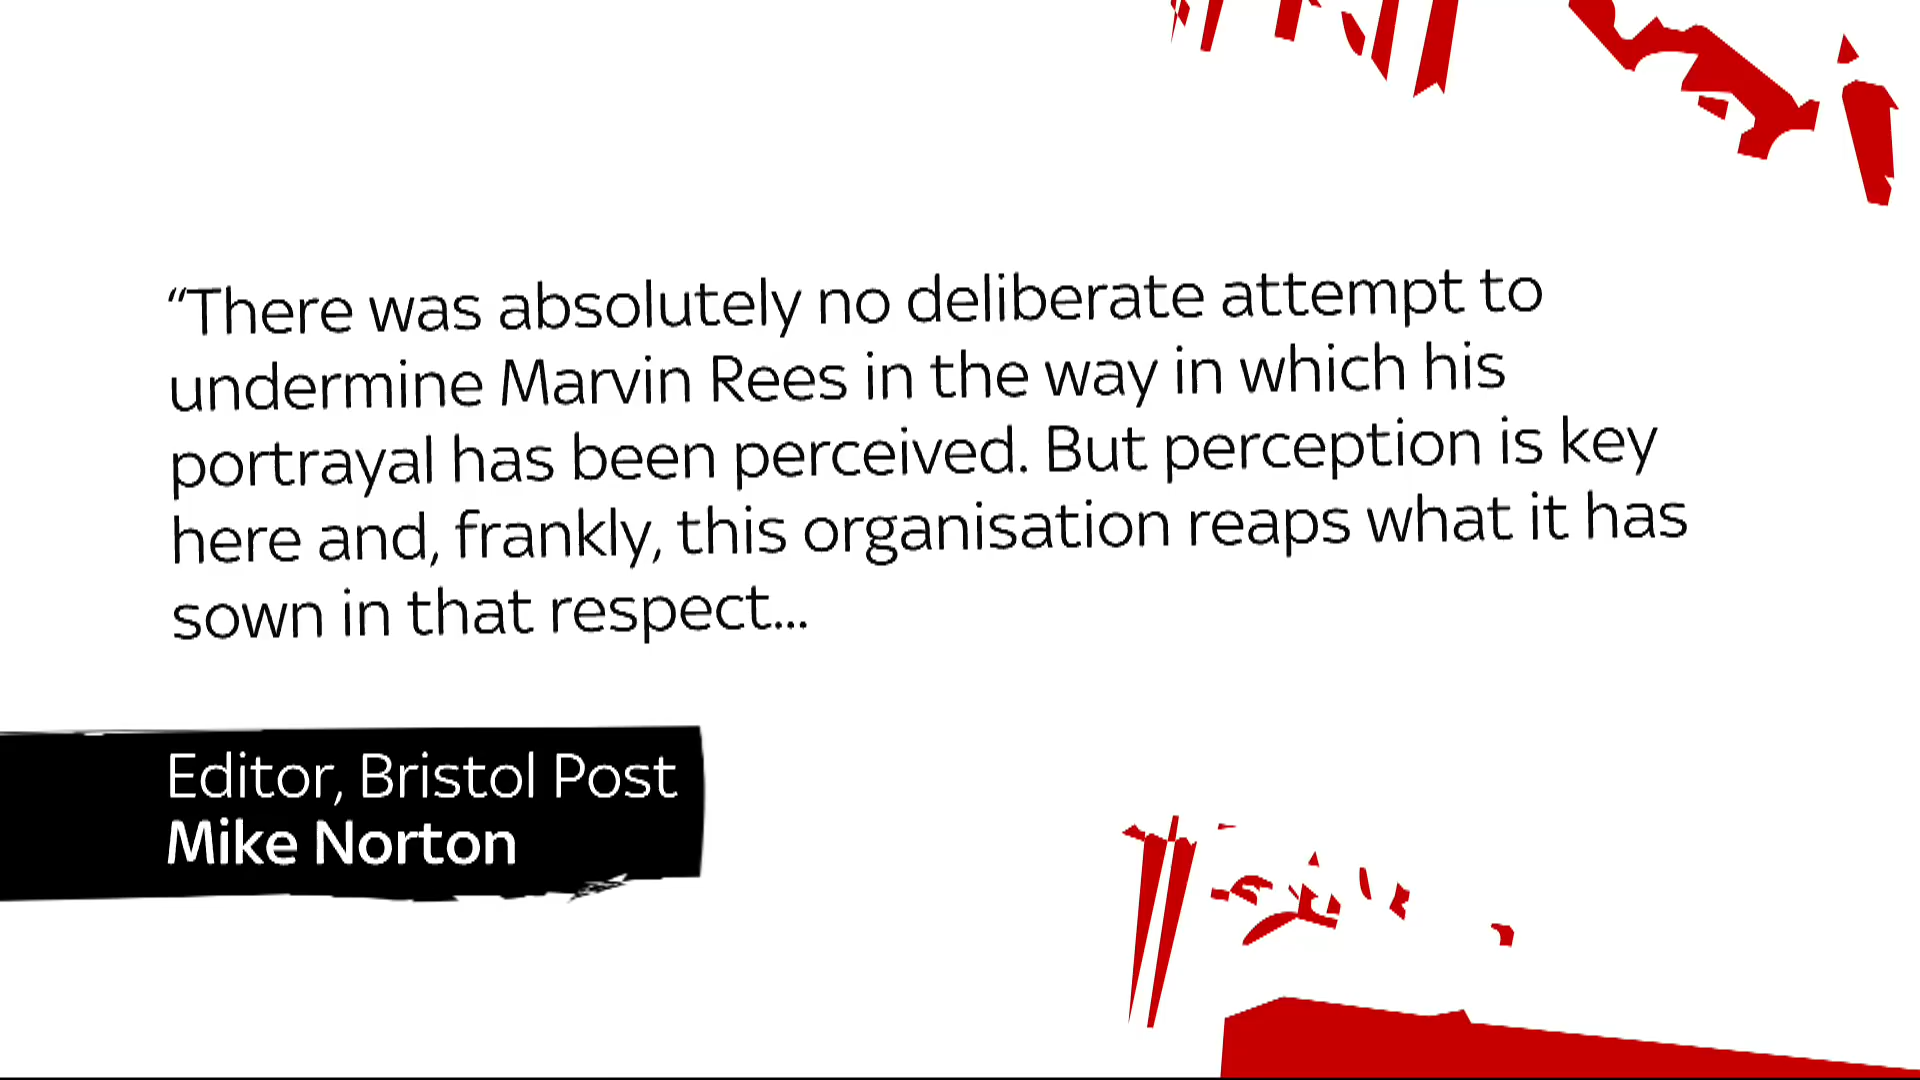 “There was absolutely no deliberate attempt to
undermine Marvin Rees in the way in which his
portrayal has been perceived. But perception is key
here and, frankly, this organisation reaps what it has
sown in that respect...
Editor, Bristol Post
Mike Norton